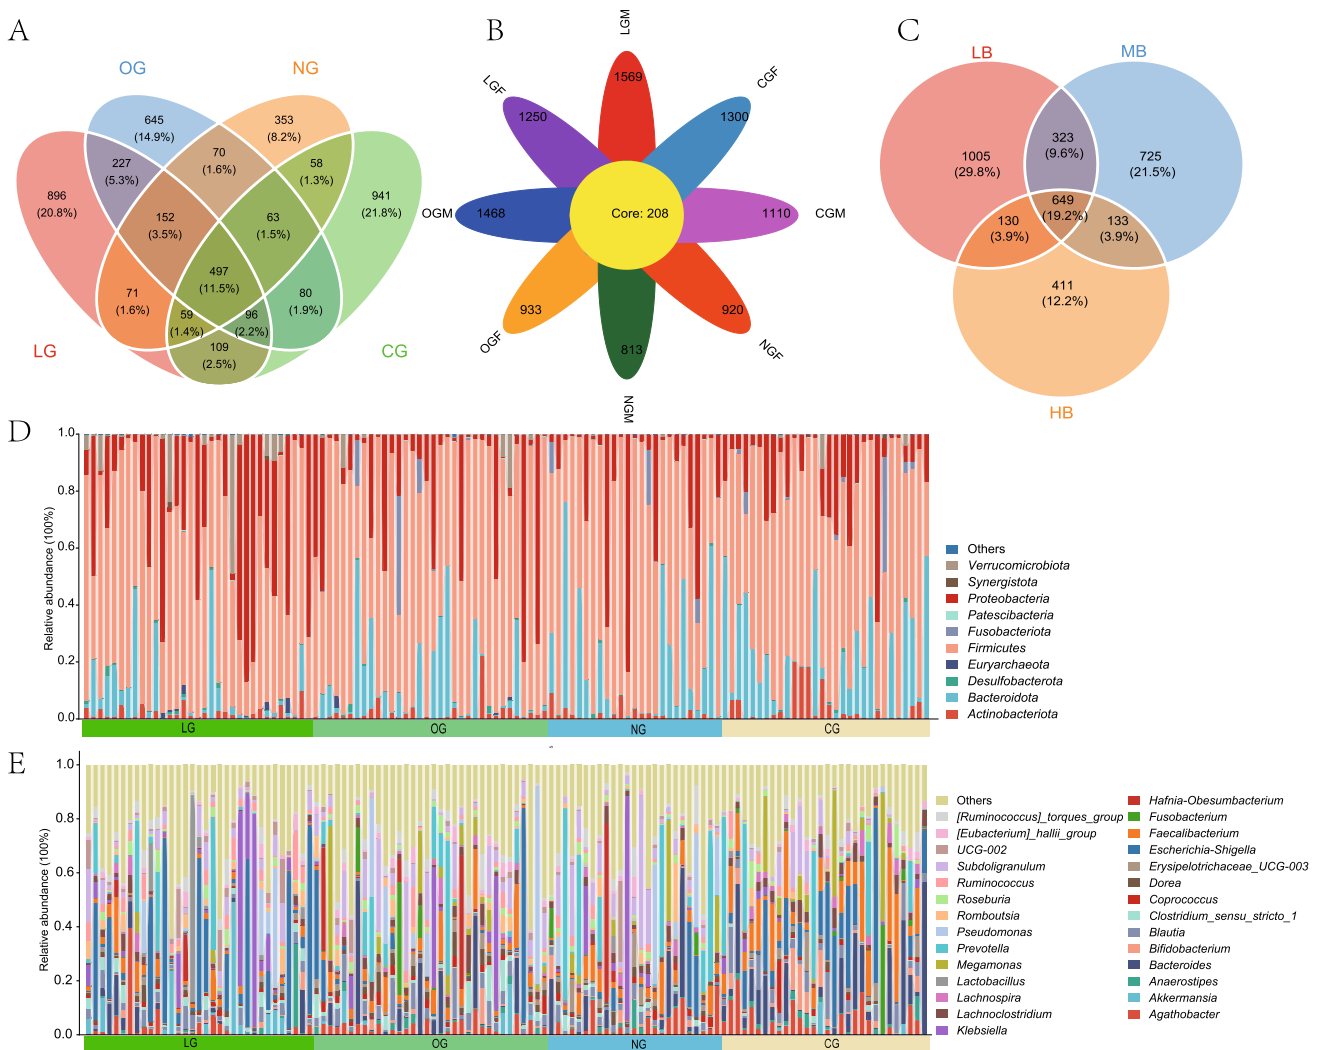 A
OG
NG
LG
CG
645
(14.9%)
353
(8.2%)
227
(5.3%)
70
(1.6%)
58
(1.3%)
896
(20.8%)
152
(3.5%)
63
(1.5%)
941
(21.8%)
497
(11.5%)
71
(1.6%)
80
(1.9%)
59
(1.4%)
96
(2.2%)
109
(2.5%)
B
LGM
1569
CGF
1300
CGM
1110
NGF
920
NGM
813
OGF
933
OGM
1468
LGF
1250
Core: 208
C
LB
MB
HB
1005
(29.8%)
323
(9.6%)
725
(21.5%)
649
(19.2%)
130
(3.9%)
133
(3.9%)
411
(12.2%)
D
Relative abundance (100%)
1.0
0.8
0.6
0.4
0.2
0.0
LG
OG
NG
CG
Others
Verrucomicrobiota
Synergistota
Proteobacteria
Patescibacteria
Fusobacteriota
Firmicutes
Euryarchaeota
Desulfobacterota
Bacteroidota
Actinobacteriota
E
Relative abundance (100%)
1.0
0.8
0.6
0.4
0.2
0.0
LG
OG
NG
CG
Others
[Ruminococcus]_torques_group
[Eubacterium]_hallii_group
UCG-002
Subdoligranulum
Ruminococcus
Roseburia
Romboutsia
Pseudomonas
Prevotella
Megamonas
Lactobacillus
Lachnospira
Lachnoclostridium
Klebsiella
Hafnia-Obesumbacterium
Fusobacterium
Faecalibacterium
Escherichia-Shigella
Erysipelotrichaceae_UCG-003
Dorea
Coprococcus
Clostridium_sensu_stricto_1
Blautia
Bifidobacterium
Bacteroides
Anaerostipes
Akkermansia
Agathobacter